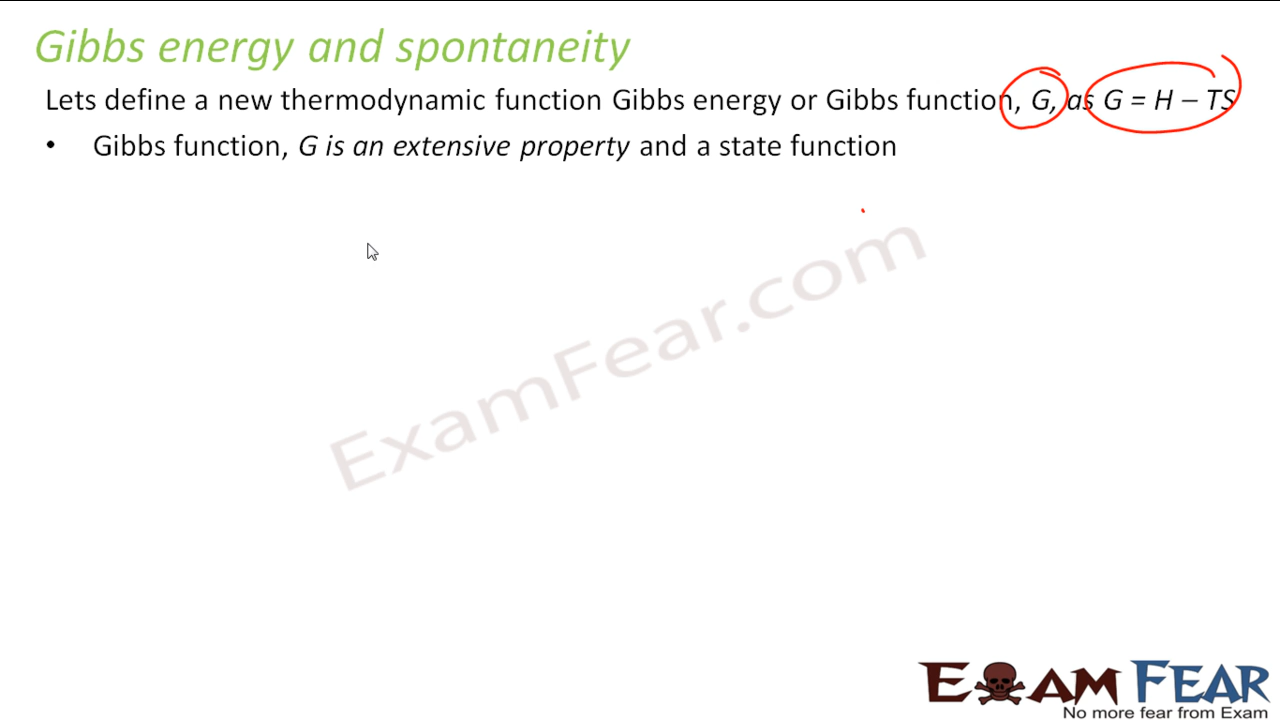 Gibbs energy and spontaneity
Lets define a new thermodynamic function Gibbs energy or Gibbs function, G, as G = H – TS
• Gibbs function, G is an extensive property and a state function
ExamFear.com
EXAM FEAR
No more fear from Exam